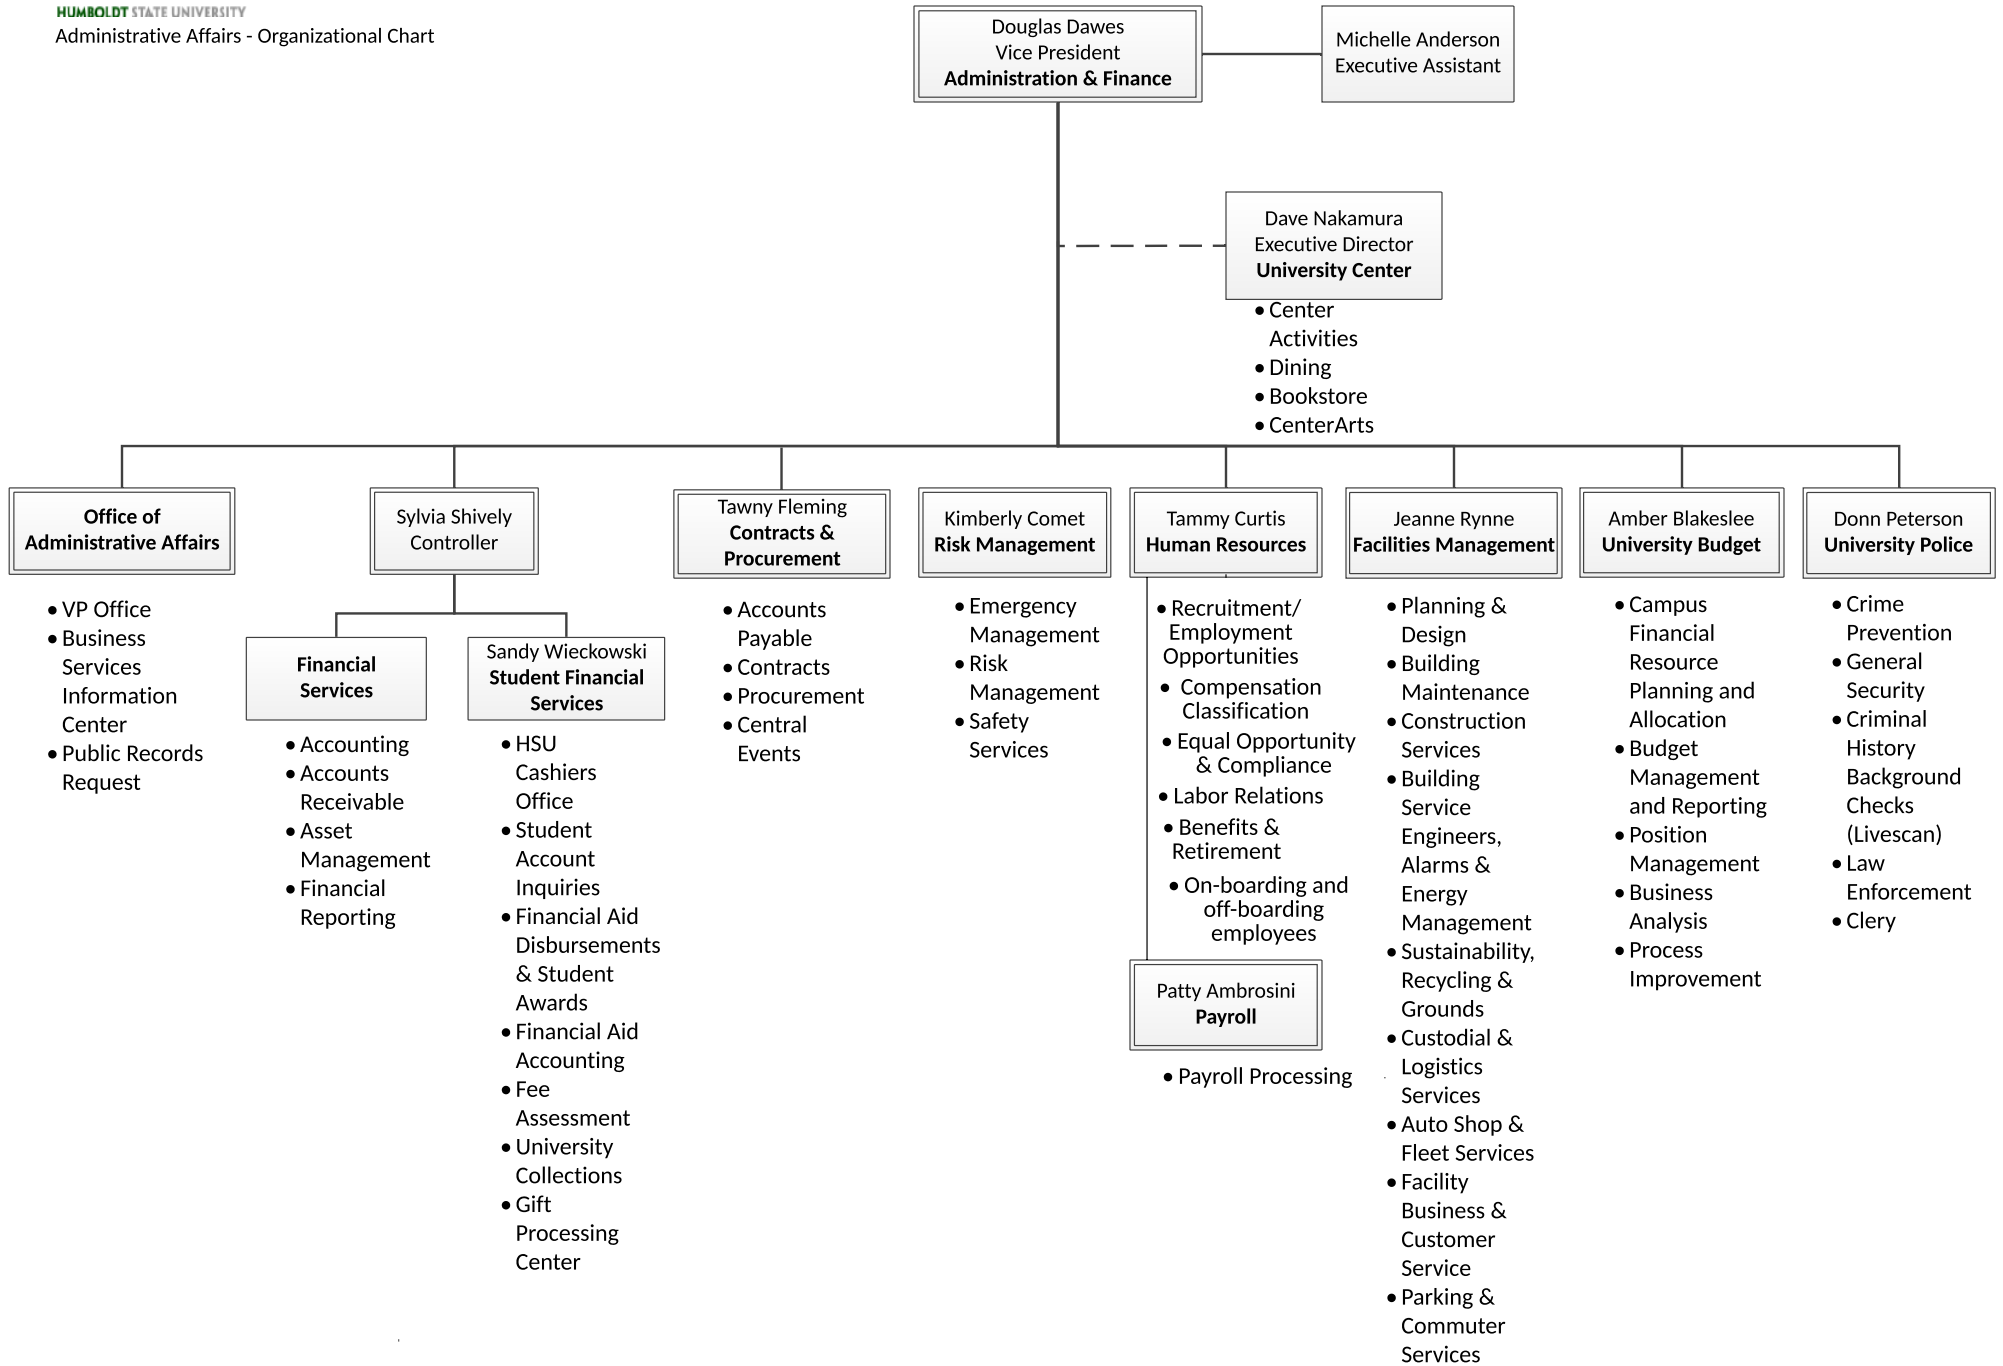 HUMBOLDT STATE UNIVERSITY
Administrative Affairs - Organizational Chart
Douglas Dawes
Vice President
Administration & Finance
Michelle Anderson
Executive Assistant
Dave Nakamura
Executive Director
University Center
• Center
Activities
• Dining
• Bookstore
• CenterArts
Office of
Administrative Affairs
• VP Office
• Business
Services
Information
Center
• Public Records
Request
Sylvia Shively
Controller
Financial
Services
• Accounting
• Accounts
Receivable
• Asset
Management
• Financial
Reporting
Sandy Wieckowski
Student Financial
Services
• HSU
Cashiers
Office
• Student
Account
Inquiries
• Financial Aid
Disbursements
& Student
Awards
• Financial Aid
Accounting
• Fee
Assessment
• University
Collections
• Gift
Processing
Center
Tawny Fleming
Contracts &
Procurement
• Accounts
Payable
• Contracts
• Procurement
• Central
Events
Kimberly Comet
Risk Management
• Emergency
Management
• Risk
Management
• Safety
Services
Tammy Curtis
Human Resources
• Recruitment/
Employment
Opportunities
• Compensation
Classification
• Equal Opportunity
& Compliance
• Labor Relations
• Benefits &
Retirement
• On-boarding and
off-boarding
employees
Patty Ambrosini
Payroll
• Payroll Processing
Jeanne Rynne
Facilities Management
• Planning &
Design
• Building
Maintenance
• Construction
Services
• Building
Service
Engineers,
Alarms &
Energy
Management
• Sustainability,
Recycling &
Grounds
• Custodial &
Logistics
Services
• Auto Shop &
Fleet Services
• Facility
Business &
Customer
Service
• Parking &
Commuter
Services
Amber Blakeslee
University Budget
• Campus
Financial
Resource
Planning and
Allocation
• Budget
Management
and Reporting
• Position
Management
• Business
Analysis
• Process
Improvement
Donn Peterson
University Police
• Crime
Prevention
• General
Security
• Criminal
History
Background
Checks
(Livescan)
• Law
Enforcement
• Clery